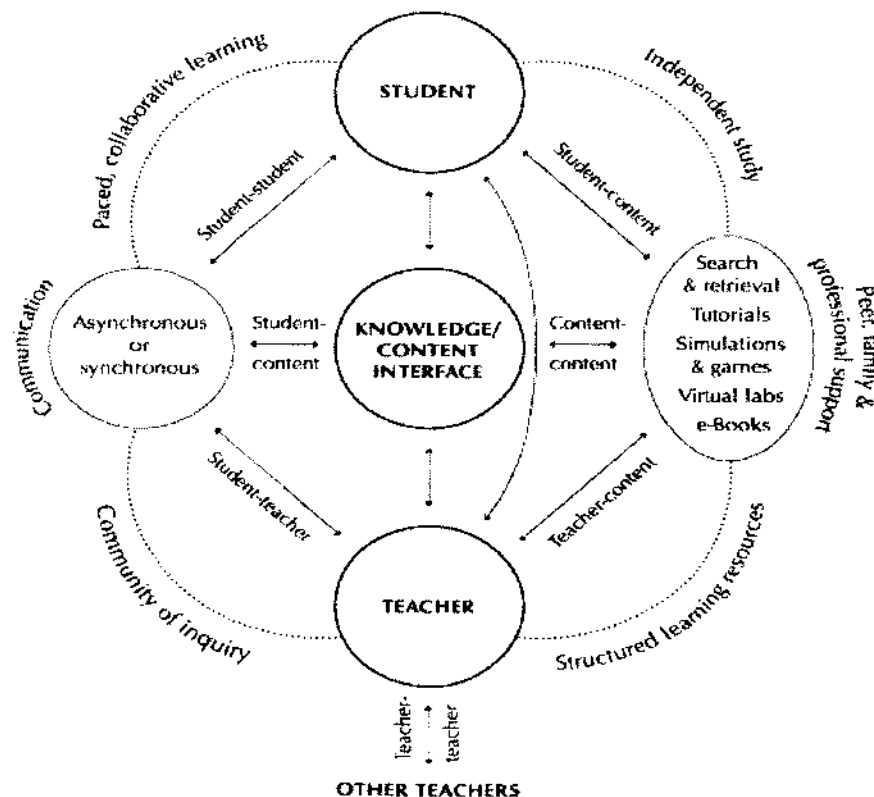 Paced, collaborative learning
STUDENT
Independent study
Student-student
Student-content
Communication
Asynchronous
or
synchronous
Student-
content
KNOWLEDGE/
CONTENT
INTERFACE
Content-
content
Search
& retrieval
Tutorials
Simulations
& games
Virtual labs
e-Books
Peer, family &
professional support
Student-teacher
Teacher-content
Community of inquiry
TEACHER
Structured learning resources
Teacher-
teacher
OTHER TEACHERS